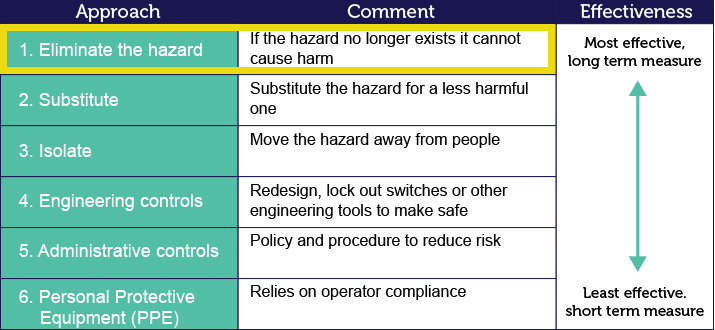 Approach
Comment
Effectiveness
1. Eliminate the hazard
If the hazard no longer exists it cannot
cause harm
Most effective,
long term measure
2. Substitute
Substitute the hazard for a less harmful
one
3. Isolate
Move the hazard away from people
4. Engineering controls
Redesign, lock out switches or other
engineering tools to make safe
5. Administrative controls
Policy and procedure to reduce risk
6. Personal Protective
Equipment (PPE)
Relies on operator compliance
Least effective.
short term measure